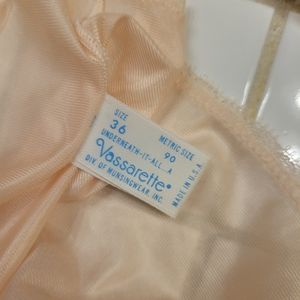 SIZE METRIC SIZE
36 90
UNDERNEATH-IT-ALL A
Vassarette®
DIV. OF MUNSINGWEAR, INC.
MADE IN U.S.A